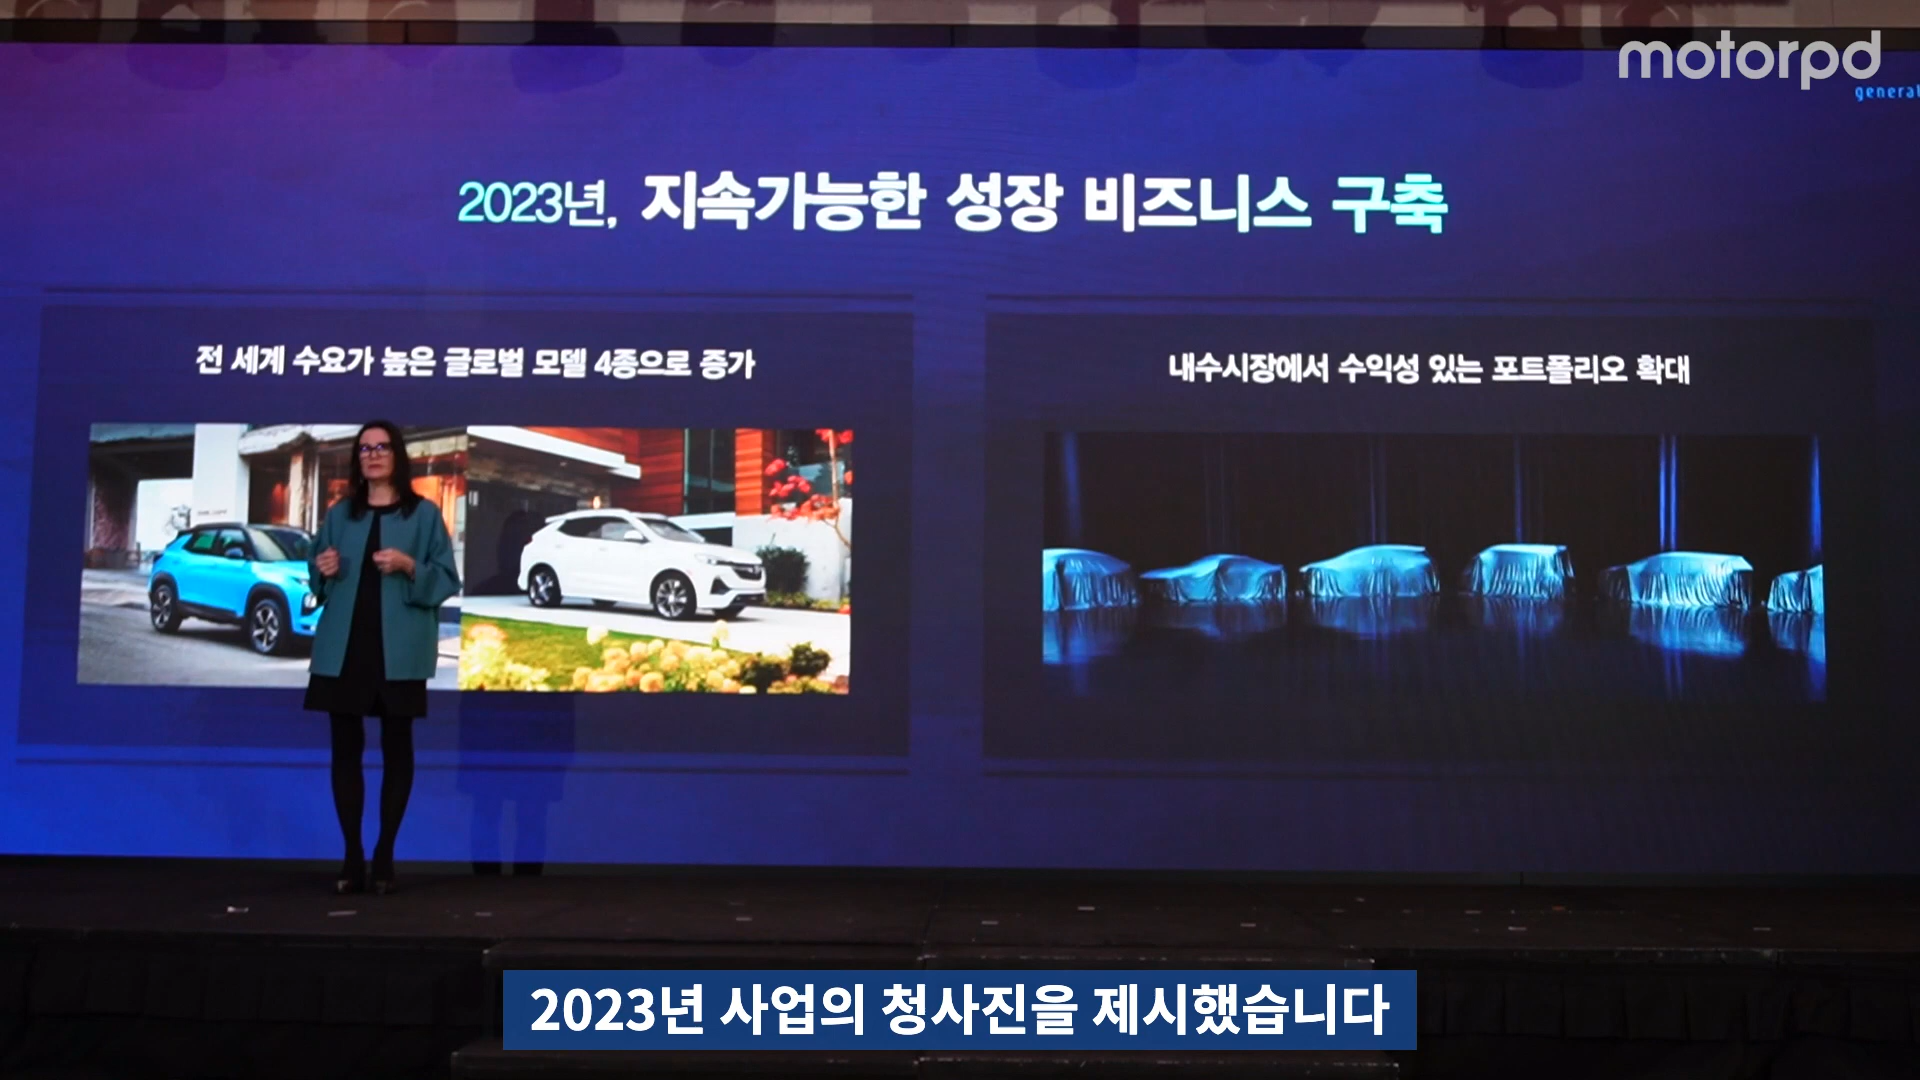 motorpd
general
2023년, 지속가능한 성장 비즈니스 구축
전 세계 수요가 높은 글로벌 모델 4종으로 증가
내수시장에서 수익성 있는 포트폴리오 확대
2023년 사업의 청사진을 제시했습니다